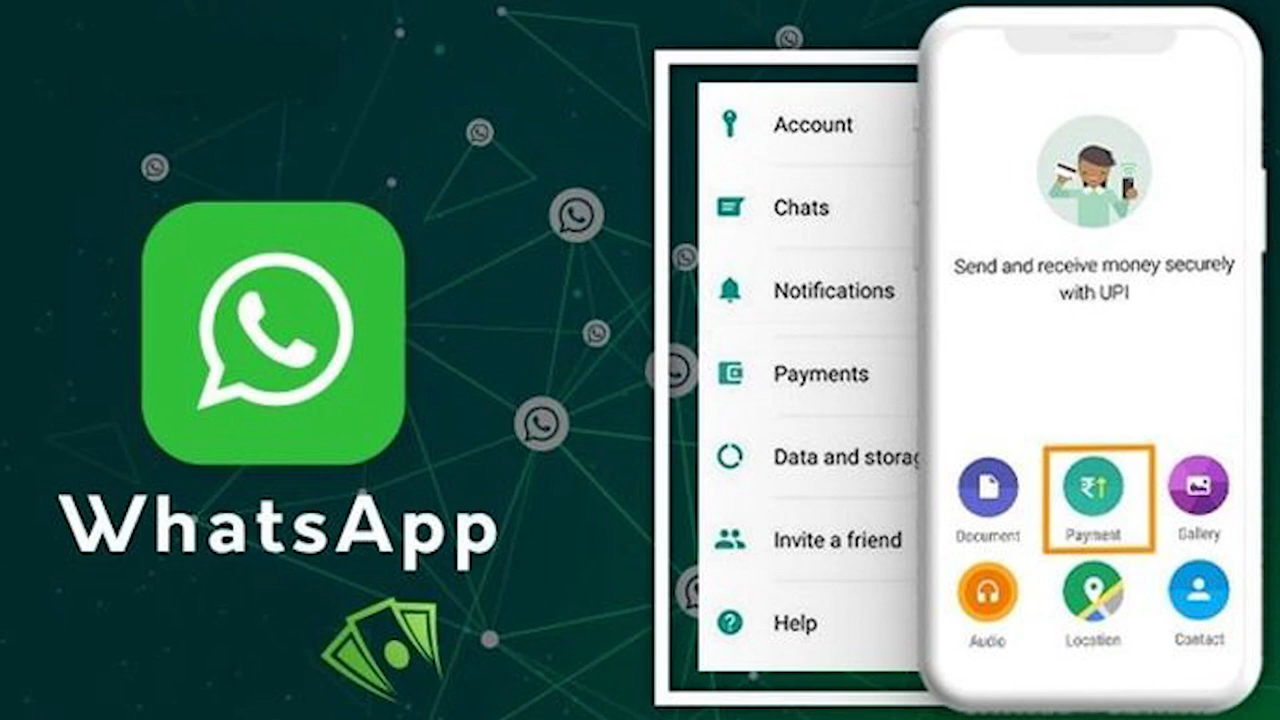 WhatsApp
Account
Chats
Notifications
Payments
Data and storag
Invite a friend
Help
Send and receive money securely
with UPI
Document
Payment
Gallery
Audio
Location
Contact